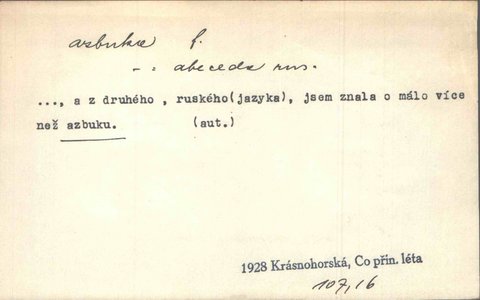 azbuka f.
-: abeceda rus.
..., a z druhého , ruského(jazyka), jsem znala o málo více
než azbuku. (aut.)
1928 Krásnohorská, Co přin. léta
107,16